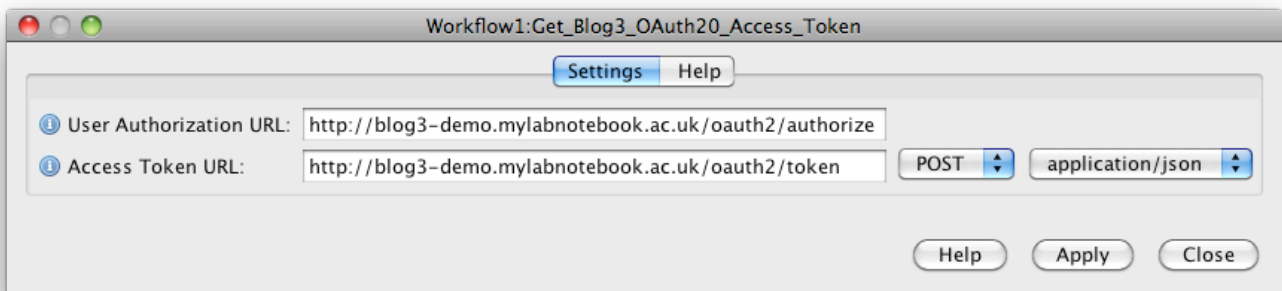 Workflow1:Get_Blog3_OAuth20_Access_Token
Settings Help
User Authorization URL: http://blog3-demo.mylabnotebook.ac.uk/oauth2/authorize
Access Token URL: http://blog3-demo.mylabnotebook.ac.uk/oauth2/token POST application/json
Help Apply Close